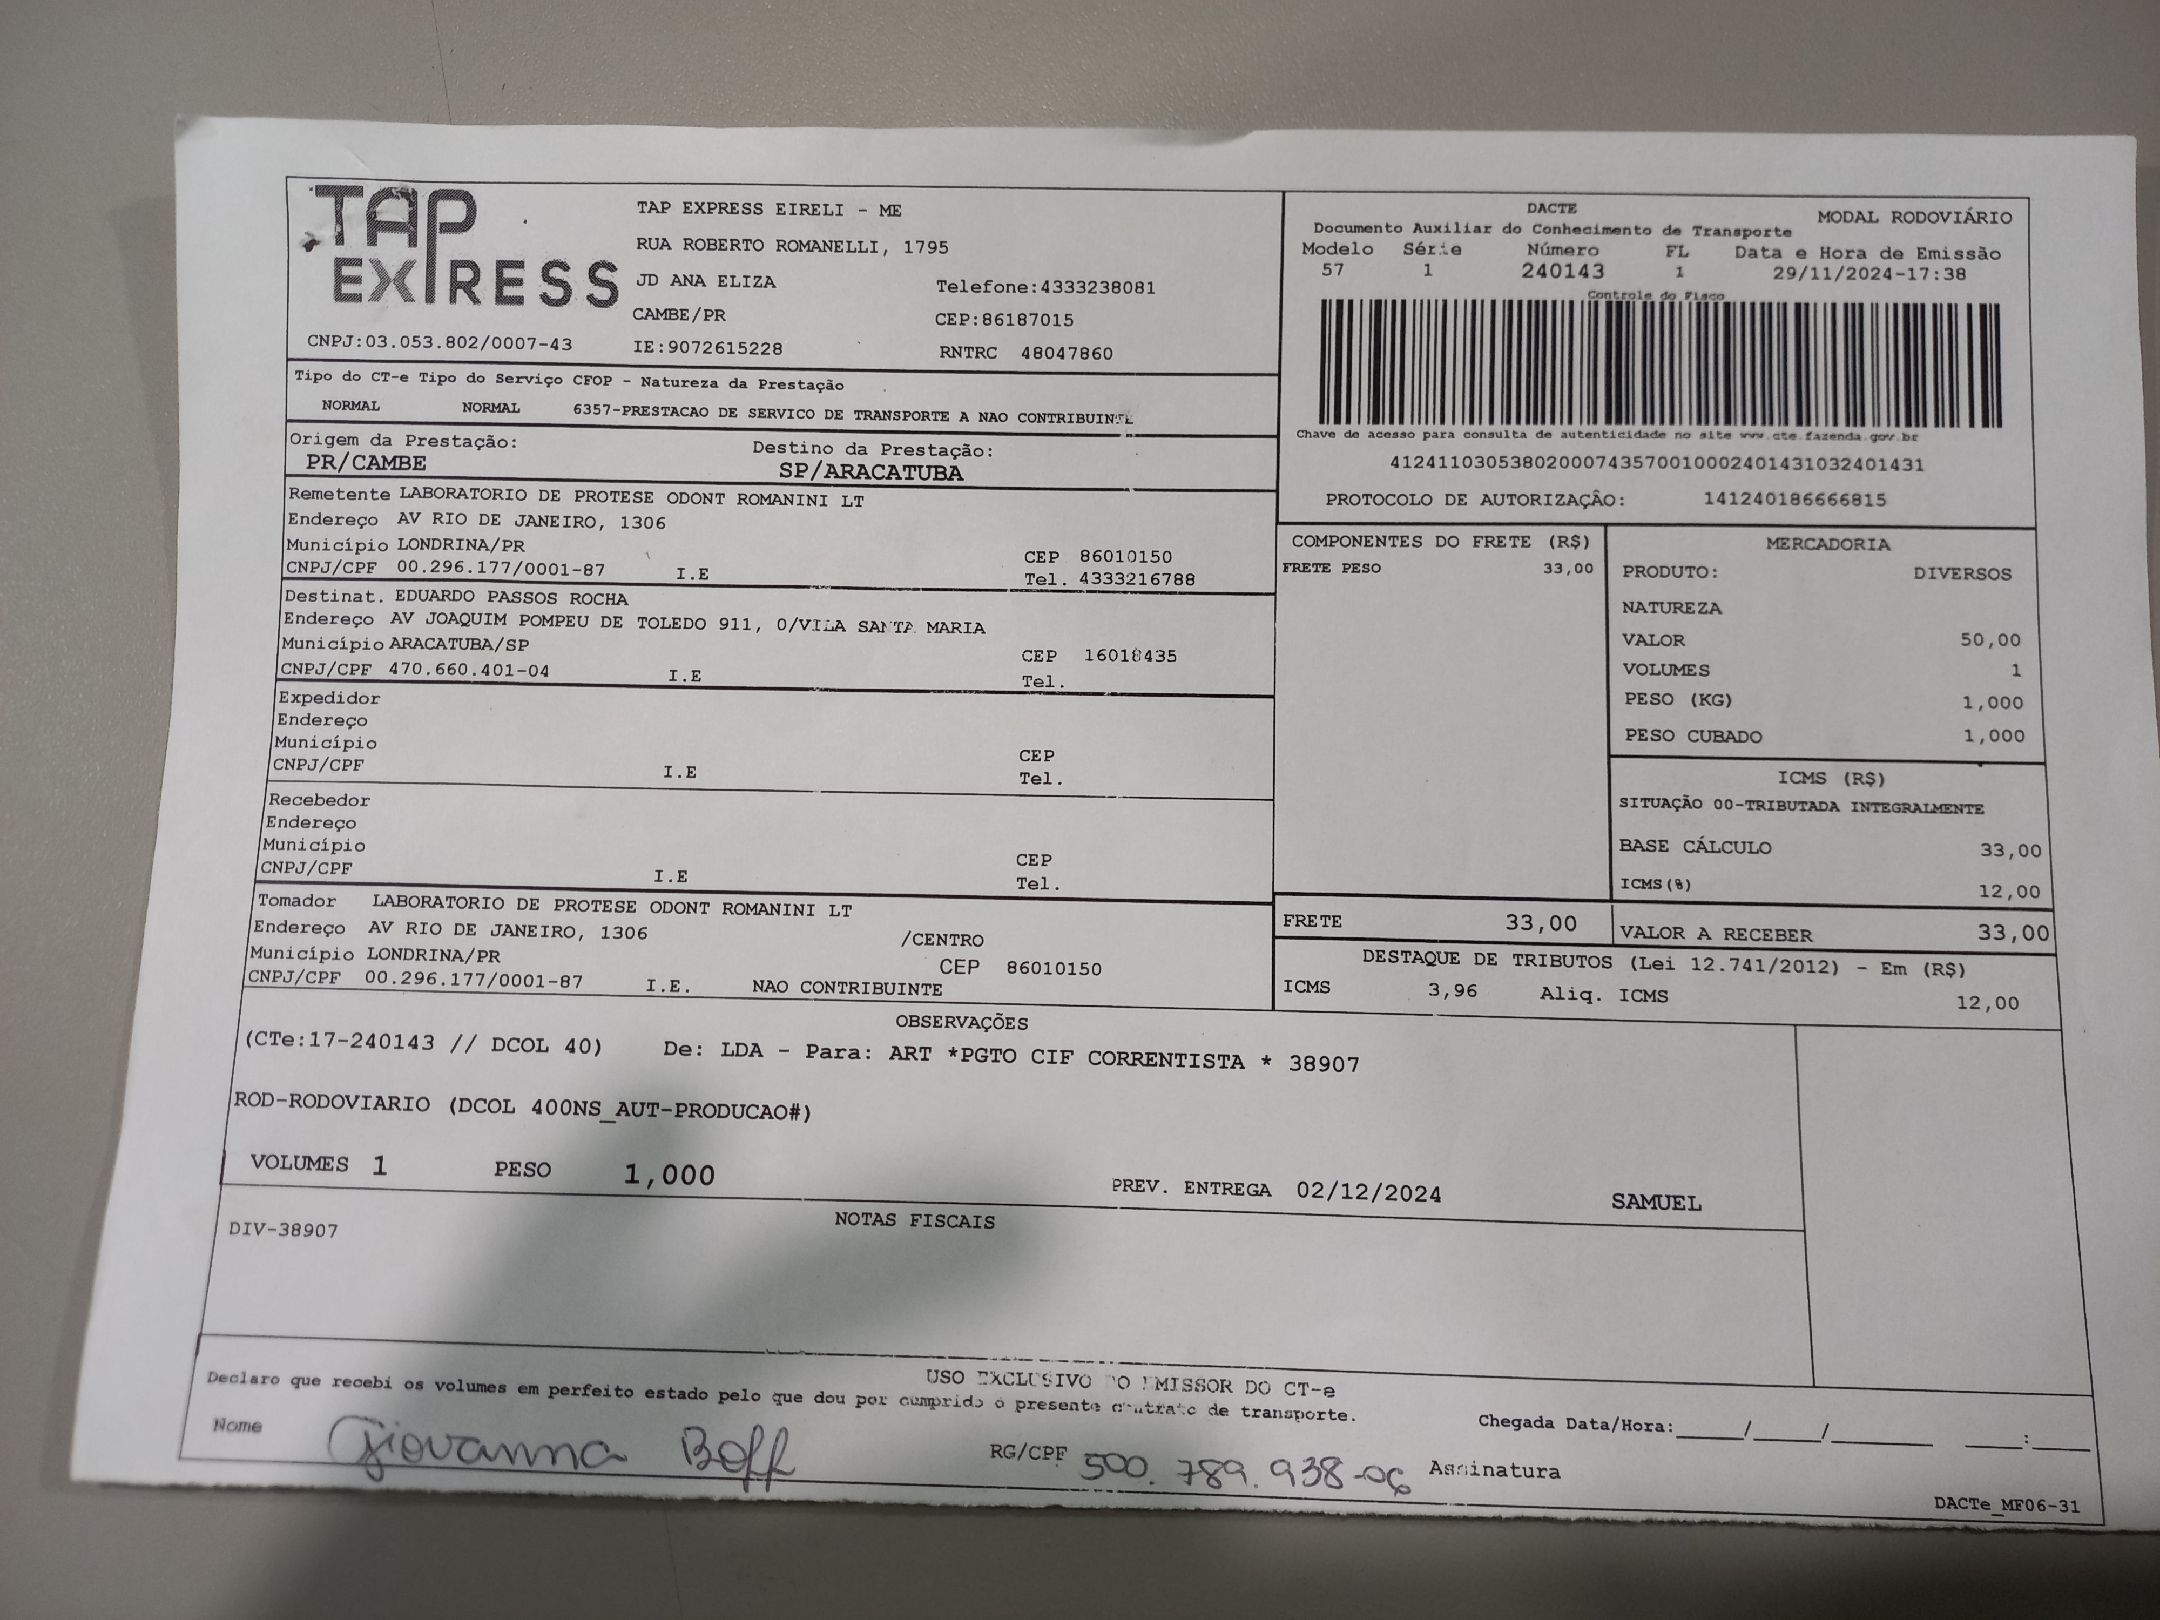 TAP EXPRESS
TAP EXPRESS EIRELI - ME
RUA ROBERTO ROMANELLI, 1795
JD ANA ELIZA Telefone:4333238081
CAMBE/PR CEP:86187015
CNPJ:03.053.802/0007-43 IE:9072615228 RNTRC 48047860
DACTE
Documento Auxiliar do Conhecimento de Transporte MODAL RODOVIÁRIO
Modelo Série Número FL Data e Hora de Emissão
57 1 240143 1 29/11/2024-17:38
Controle do Fisco
Chave de acesso para consulta de autenticidade no site www.cte.fazenda.gov.br
41241103053802000743570010002401431032401431
PROTOCOLO DE AUTORIZAÇÃO: 141240186666815
Tipo do CT-e Tipo do Serviço CFOP - Natureza da Prestação
NORMAL NORMAL 6357-PRESTACAO DE SERVICO DE TRANSPORTE A NAO CONTRIBUINTE
Origem da Prestação: Destino da Prestação:
PR/CAMBE SP/ARACATUBA
Remetente LABORATORIO DE PROTESE ODONT ROMANINI LT
Endereço AV RIO DE JANEIRO, 1306
Município LONDRINA/PR CEP 86010150
CNPJ/CPF 00.296.177/0001-87 I.E Tel. 4333216788
Destinat. EDUARDO PASSOS ROCHA
Endereço AV JOAQUIM POMPEU DE TOLEDO 911, 0/VILA SANTA MARIA
Município ARACATUBA/SP CEP 16018435
CNPJ/CPF 470.660.401-04 I.E Tel.
Expedidor
Endereço
Município CEP
CNPJ/CPF I.E Tel.
Recebedor
Endereço
Município CEP
CNPJ/CPF I.E Tel.
Tomador LABORATORIO DE PROTESE ODONT ROMANINI LT
Endereço AV RIO DE JANEIRO, 1306 /CENTRO
Município LONDRINA/PR CEP 86010150
CNPJ/CPF 00.296.177/0001-87 I.E. NAO CONTRIBUINTE
COMPONENTES DO FRETE (R$)
FRETE PESO 33,00
MERCADORIA
PRODUTO: DIVERSOS
NATUREZA
VALOR 50,00
VOLUMES 1
PESO (KG) 1,000
PESO CUBADO 1,000
ICMS (R$)
SITUAÇÃO 00-TRIBUTADA INTEGRALMENTE
BASE CÁLCULO 33,00
ICMS(%) 12,00
FRETE 33,00 VALOR A RECEBER 33,00
DESTAQUE DE TRIBUTOS (Lei 12.741/2012) - Em (R$)
ICMS 3,96 Aliq. ICMS 12,00
OBSERVAÇÕES
(CTe:17-240143 // DCOL 40) De: LDA - Para: ART *PGTO CIF CORRENTISTA * 38907
ROD-RODOVIARIO (DCOL 400NS_AUT-PRODUCAO#)
VOLUMES 1 PESO 1,000 PREV. ENTREGA 02/12/2024 SAMUEL
NOTAS FISCAIS
DIV-38907
USO EXCLUSIVO DO EMISSOR DO CT-e
Declaro que recebi os volumes em perfeito estado pelo que dou por cumprido o presente contrato de transporte.
Chegada Data/Hora:____/____/______ ____:____
Nome Giovanna Boff RG/CPF 500.789.938-06 Assinatura
DACTe_MF06-31